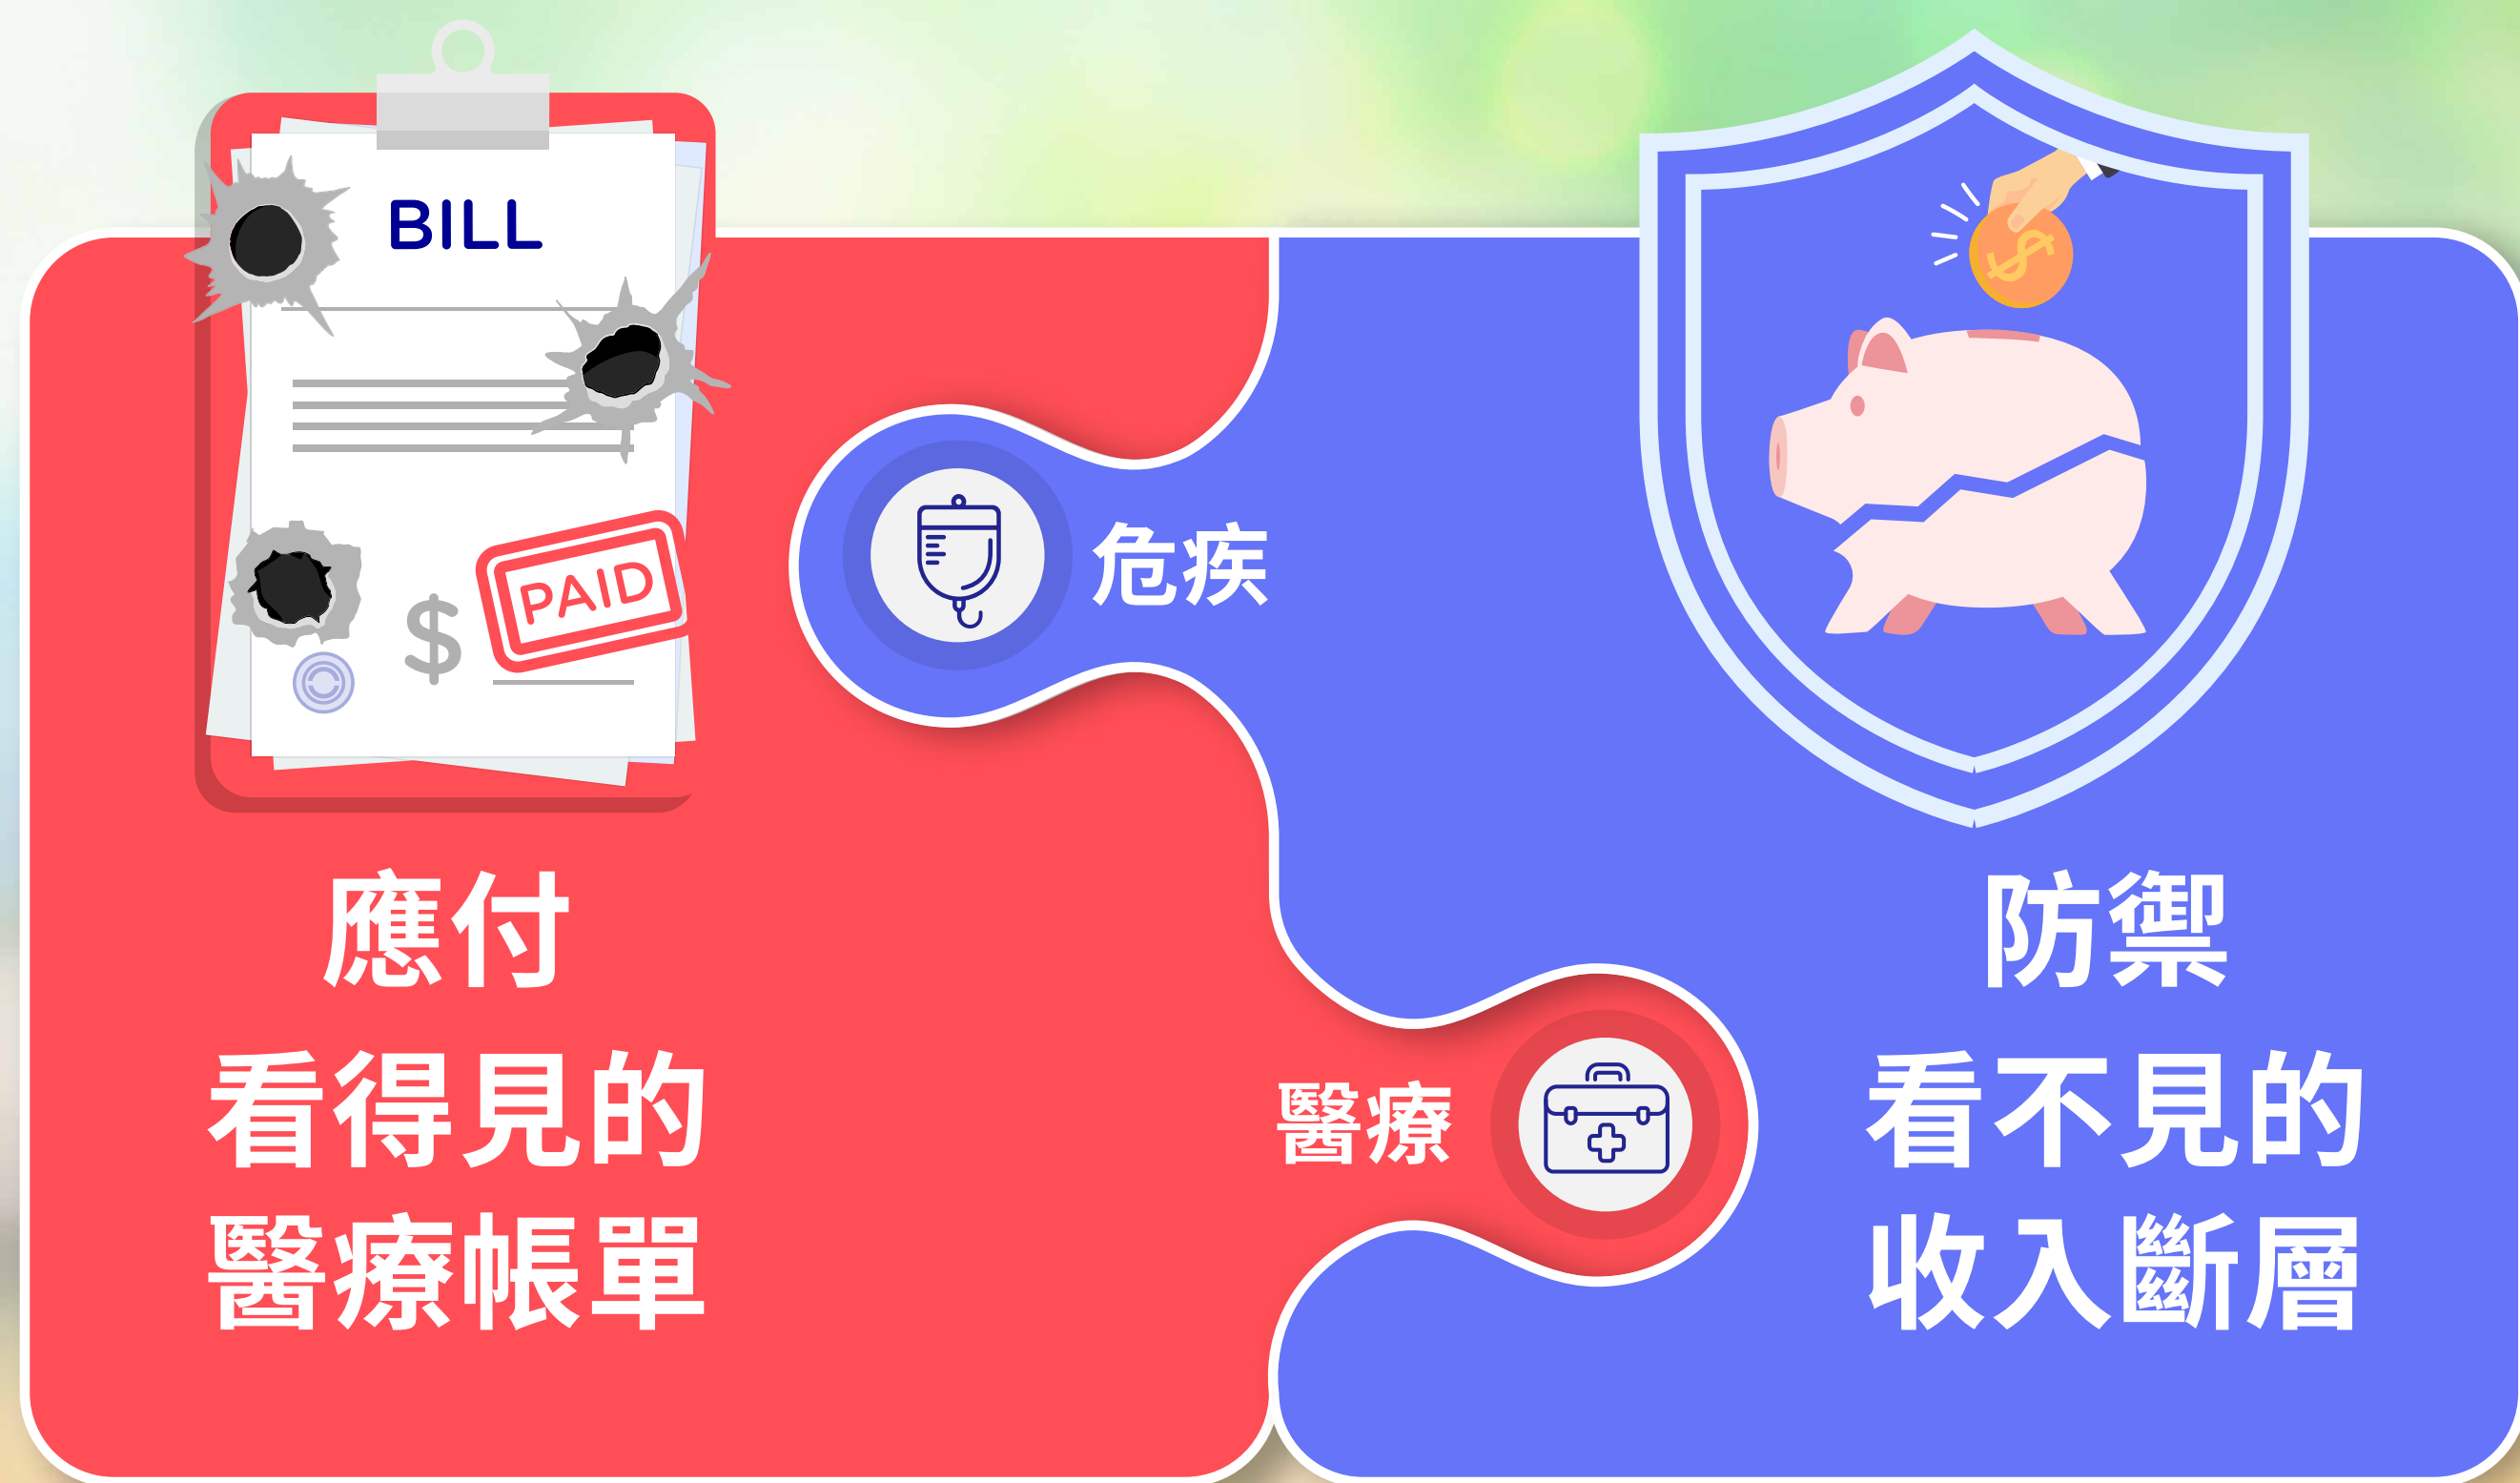 BILL
$
PAID
$
危疾
應付
看得見的
醫療帳單
醫療
防禦
看不見的
收入斷層